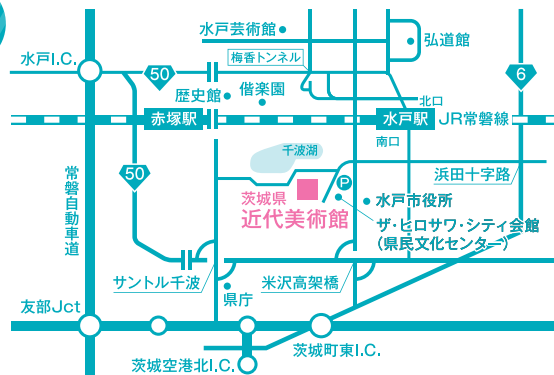 水戸芸術館
弘道館
水戸I.C.
梅香トンネル
50
6
歴史館
偕楽園
北口
赤塚駅
水戸駅
JR常磐線
南口
千波湖
50
浜田十字路
常磐自動車道
P
茨城県
近代美術館
水戸市役所
ザ・ヒロサワ・シティ会館
(県民文化センター)
サントル千波
県庁
米沢高架橋
友部Jct
茨城町東I.C.
茨城空港北I.C.